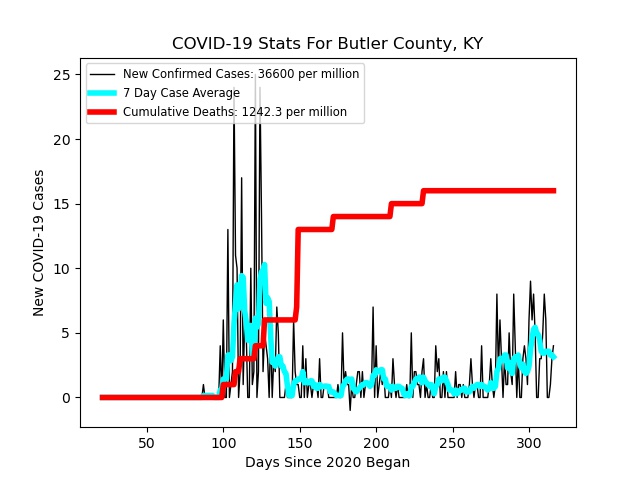 COVID-19 Stats For Butler County, KY
New Confirmed Cases: 36600 per million
7 Day Case Average
Cumulative Deaths: 1242.3 per million
New COVID-19 Cases
25
20
15
10
5
0
50 100 150 200 250 300
Days Since 2020 Began